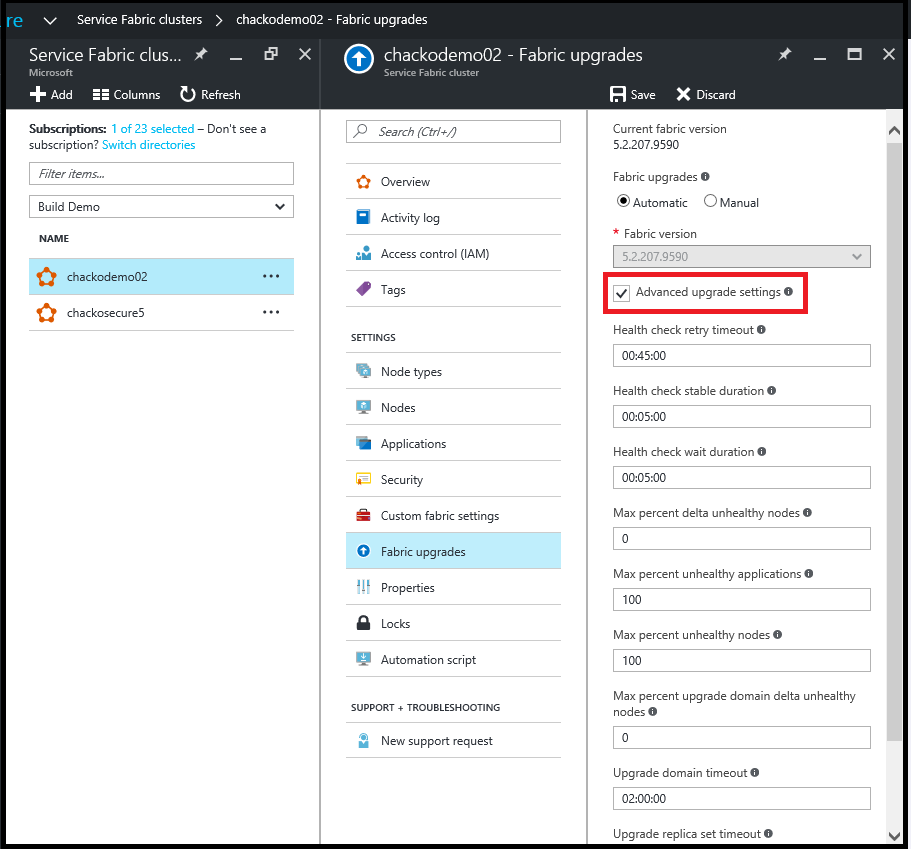 re Service Fabric clusters chackodemo02 - Fabric upgrades
Service Fabric clus...
Microsoft
Add Columns Refresh
Subscriptions: 1 of 23 selected – Don't see a
subscription? Switch directories
Filter items...
Build Demo
NAME
chackodemo02
chackosecure5
chackodemo02 - Fabric upgrades
Service Fabric cluster
Save Discard
Search (Ctrl+/)
Overview
Activity log
Access control (IAM)
Tags
SETTINGS
Node types
Nodes
Applications
Security
Custom fabric settings
Fabric upgrades
Properties
Locks
Automation script
SUPPORT + TROUBLESHOOTING
New support request
Current fabric version
5.2.207.9590
Fabric upgrades
Automatic Manual
* Fabric version
5.2.207.9590
Advanced upgrade settings
Health check retry timeout
00:45:00
Health check stable duration
00:05:00
Health check wait duration
00:05:00
Max percent delta unhealthy nodes
0
Max percent unhealthy applications
100
Max percent unhealthy nodes
100
Max percent upgrade domain delta unhealthy
nodes
0
Upgrade domain timeout
02:00:00
Upgrade replica set timeout